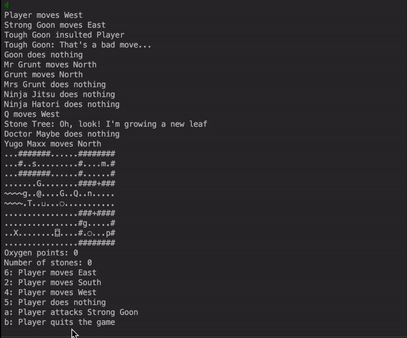 4
Player moves West
Strong Goon moves East
Tough Goon insulted Player
Tough Goon: That's a bad move...
Goon does nothing
Mr Grunt moves North
Grunt moves North
Mrs Grunt does nothing
Ninja Jitsu does nothing
Ninja Hatori does nothing
Q moves West
Stone Tree: Oh, look! I'm growing a new leaf
Doctor Maybe does nothing
Yugo Maxx moves North
...#######......########
...#..s.........#....m.#
...#######......#......#
.......G........####+###
~~~~g..@....G..Q..n.....
~~~~.T..u...○...........
................###+####
................#g.....#
..X........⌼....#.○...p#
................########
Oxygen points: 0
Number of stones: 0
6: Player moves East
2: Player moves South
4: Player moves West
5: Player does nothing
a: Player attacks Strong Goon
b: Player quits the game